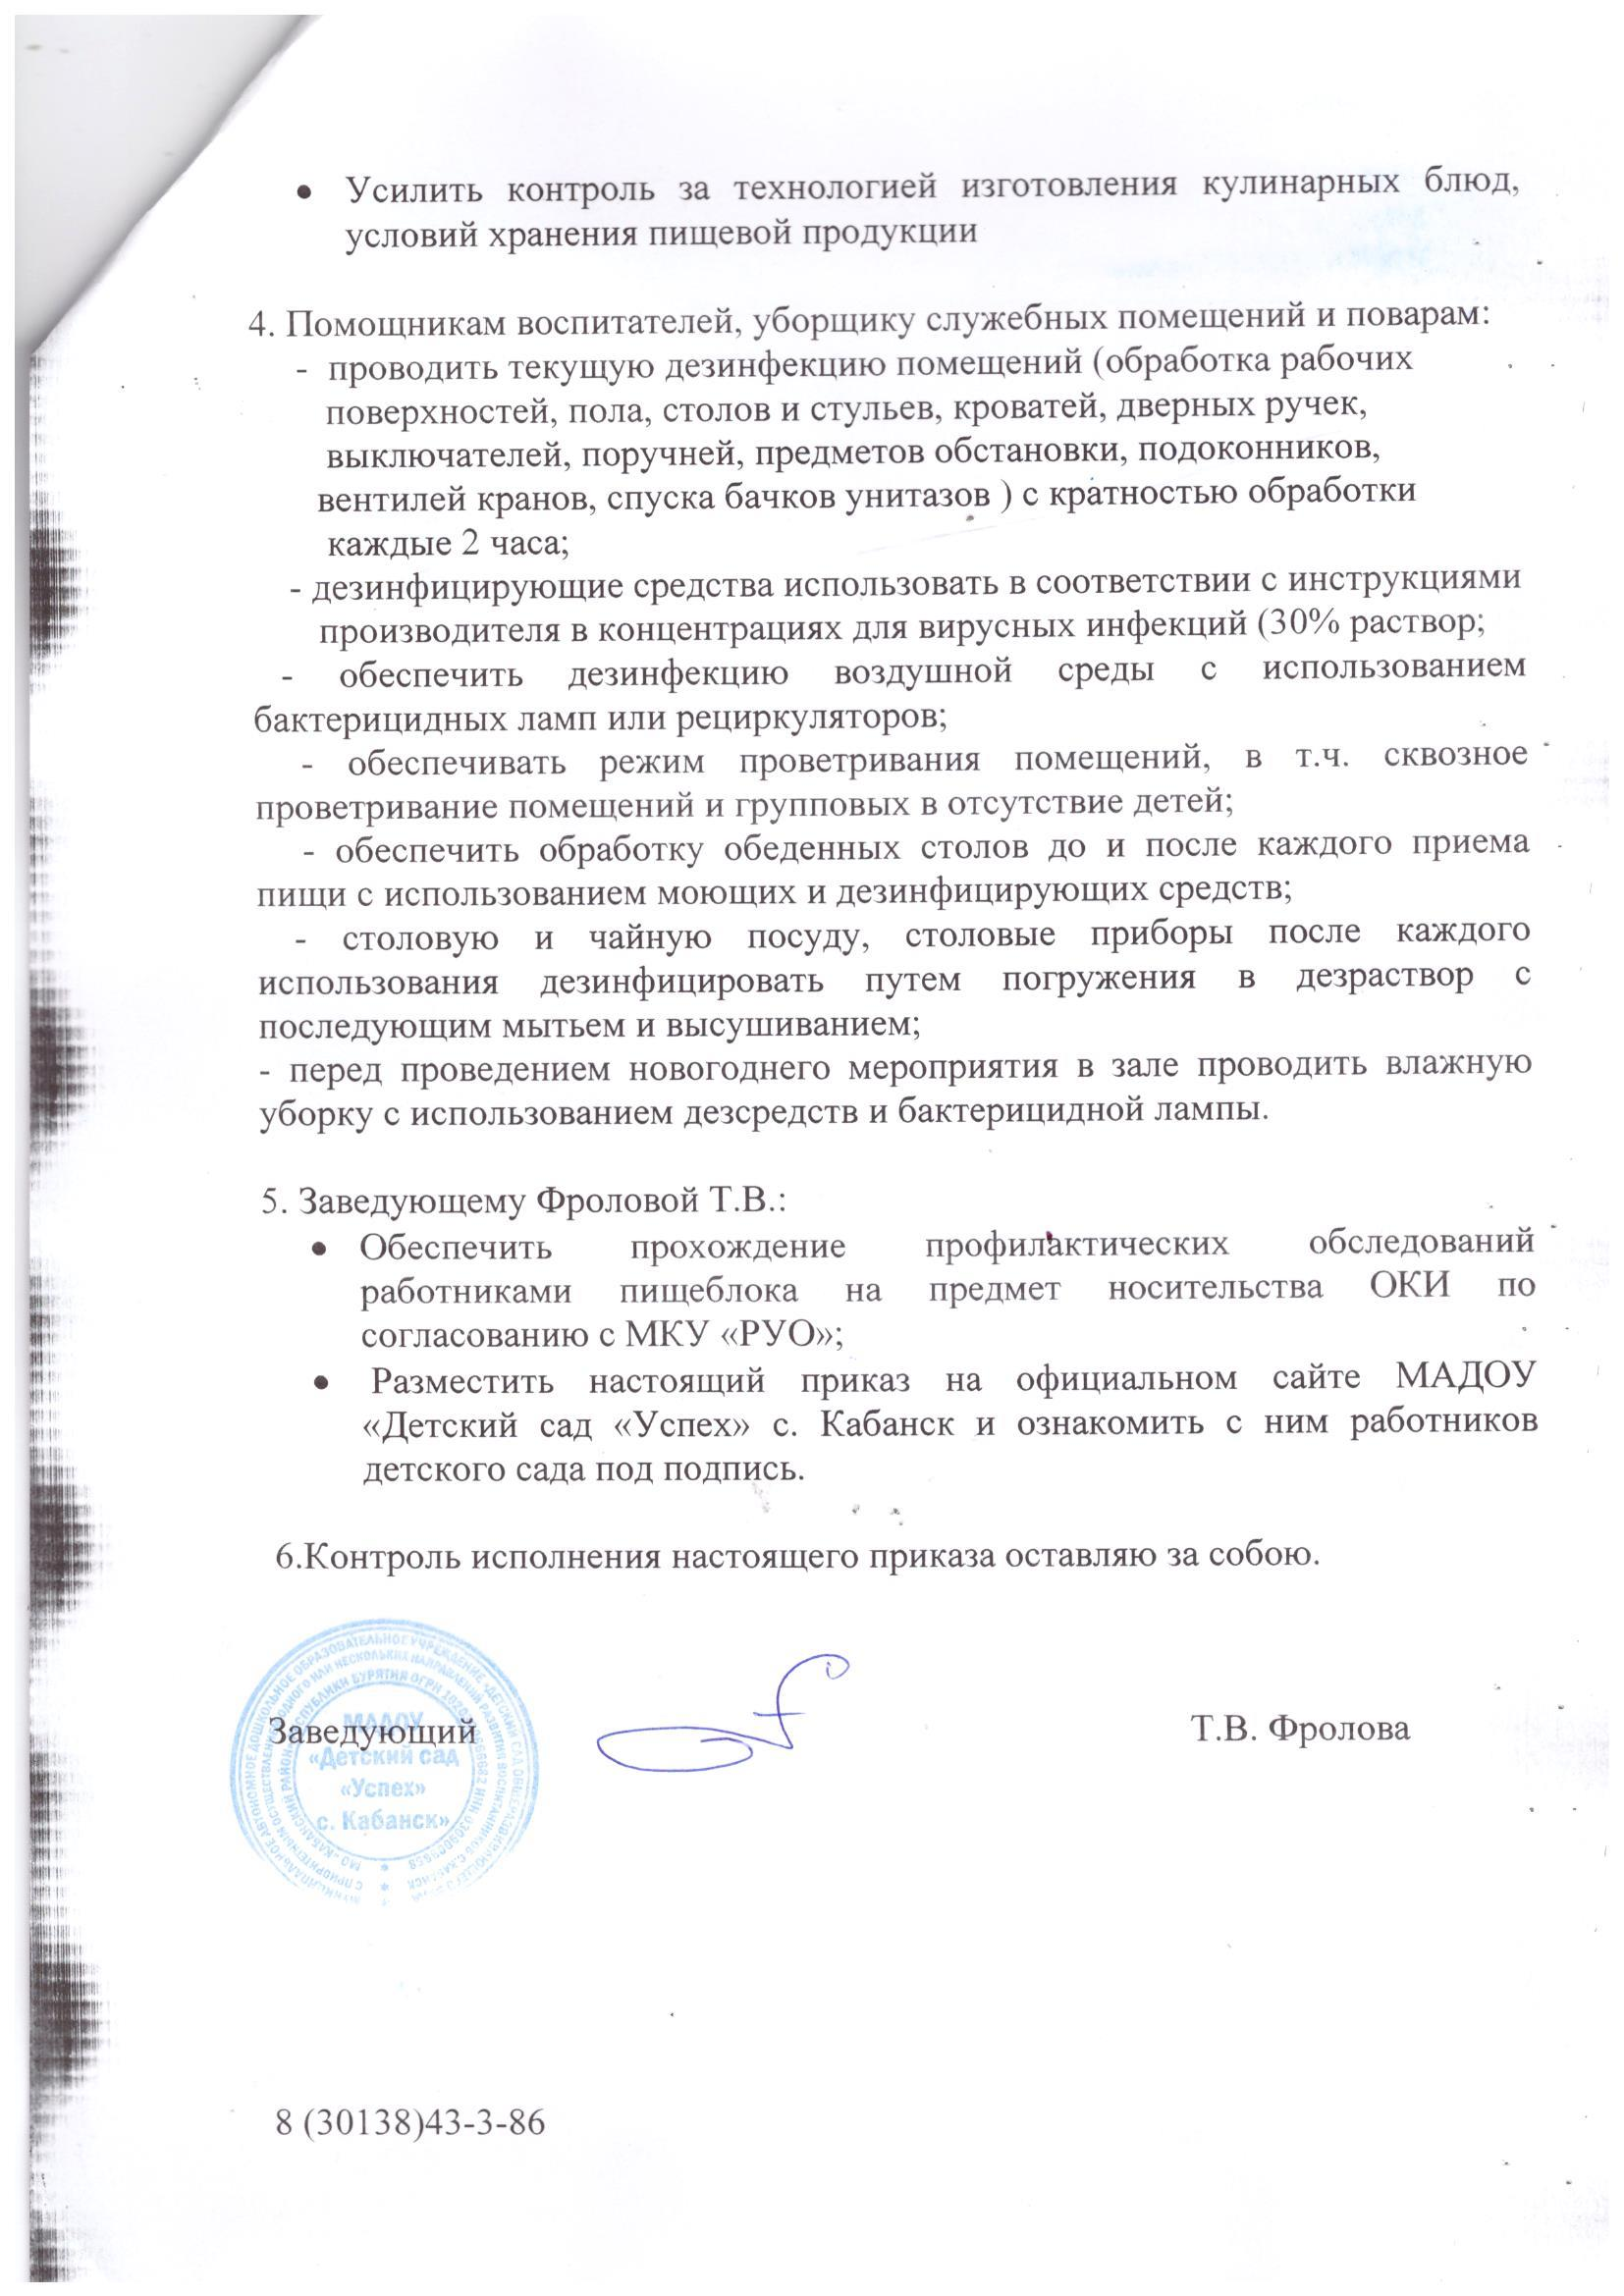 • Усилить контроль за технологией изготовления кулинарных блюд,
условий хранения пищевой продукции
4. Помощникам воспитателей, уборщику служебных помещений и поварам:
- проводить текущую дезинфекцию помещений (обработка рабочих
поверхностей, пола, столов и стульев, кроватей, дверных ручек,
выключателей, поручней, предметов обстановки, подоконников,
вентилей кранов, спуска бачков унитазов ) с кратностью обработки
каждые 2 часа;
- дезинфицирующие средства использовать в соответствии с инструкциями
производителя в концентрациях для вирусных инфекций (30% раствор;
- обеспечить дезинфекцию воздушной среды с использованием
бактерицидных ламп или рециркуляторов;
- обеспечивать режим проветривания помещений, в т.ч. сквозное
проветривание помещений и групповых в отсутствие детей;
- обеспечить обработку обеденных столов до и после каждого приема
пищи с использованием моющих и дезинфицирующих средств;
- столовую и чайную посуду, столовые приборы после каждого
использования дезинфицировать путем погружения в дезраствор с
последующим мытьем и высушиванием;
- перед проведением новогоднего мероприятия в зале проводить влажную
уборку с использованием дезсредств и бактерицидной лампы.
5. Заведующему Фроловой Т.В.:
• Обеспечить прохождение профилактических обследований
работниками пищеблока на предмет носительства ОКИ по
согласованию с МКУ «РУО»;
• Разместить настоящий приказ на официальном сайте МАДОУ
«Детский сад «Успех» с. Кабанск и ознакомить с ним работников
детского сада под подпись.
6.Контроль исполнения настоящего приказа оставляю за собою.
Заведующий Т.В. Фролова
МАДОУ
«Детский сад
«Успех»
с. Кабанск»
8 (30138)43-3-86